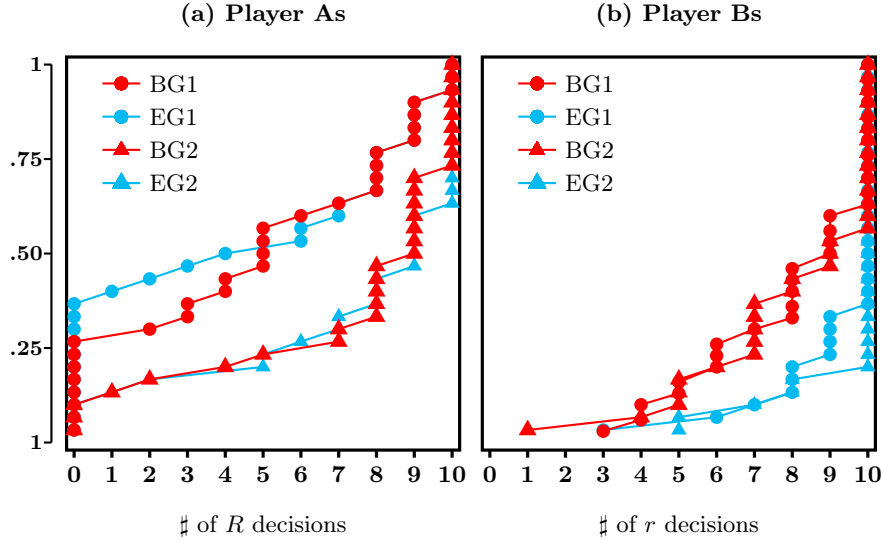 (a) Player As
(b) Player Bs
1
.75
.50
.25
1
BG1
EG1
BG2
EG2
BG1
EG1
BG2
EG2
0 1 2 3 4 5 6 7 8 9 10
0 1 2 3 4 5 6 7 8 9 10
♯ of R decisions
♯ of r decisions